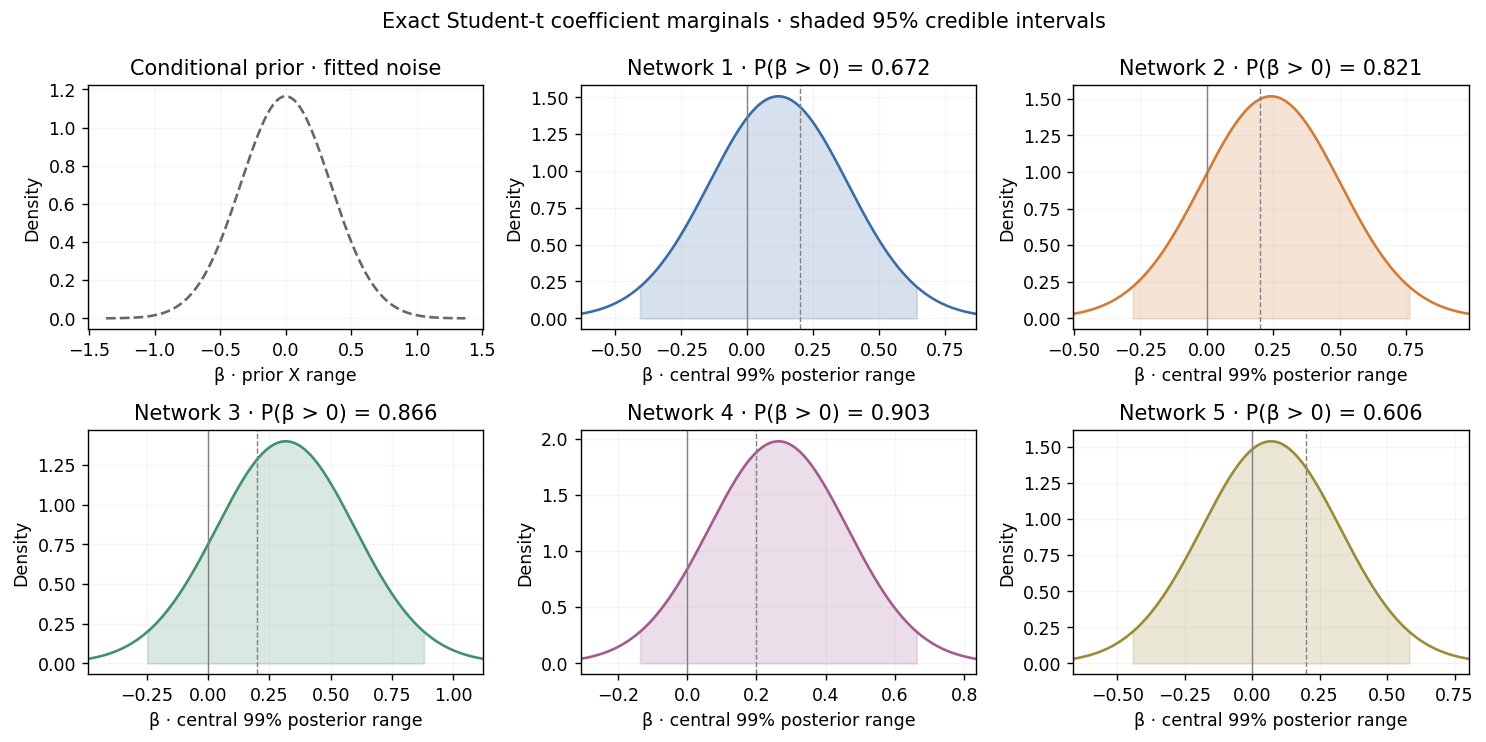 Exact Student-t coefficient marginals · shaded 95% credible intervals
Conditional prior · fitted noise
Density
1.2
1.0
0.8
0.6
0.4
0.2
0.0
−1.5 −1.0 −0.5 0.0 0.5 1.0 1.5
β · prior X range
Network 1 · P(β > 0) = 0.672
Density
1.50
1.25
1.00
0.75
0.50
0.25
0.00
−0.50 −0.25 0.00 0.25 0.50 0.75
β · central 99% posterior range
Network 2 · P(β > 0) = 0.821
Density
1.50
1.25
1.00
0.75
0.50
0.25
0.00
−0.50 −0.25 0.00 0.25 0.50 0.75
β · central 99% posterior range
Network 3 · P(β > 0) = 0.866
Density
1.25
1.00
0.75
0.50
0.25
0.00
−0.25 0.00 0.25 0.50 0.75 1.00
β · central 99% posterior range
Network 4 · P(β > 0) = 0.903
Density
2.0
1.5
1.0
0.5
0.0
−0.2 0.0 0.2 0.4 0.6 0.8
β · central 99% posterior range
Network 5 · P(β > 0) = 0.606
Density
1.50
1.25
1.00
0.75
0.50
0.25
0.00
−0.50 −0.25 0.00 0.25 0.50 0.75
β · central 99% posterior range